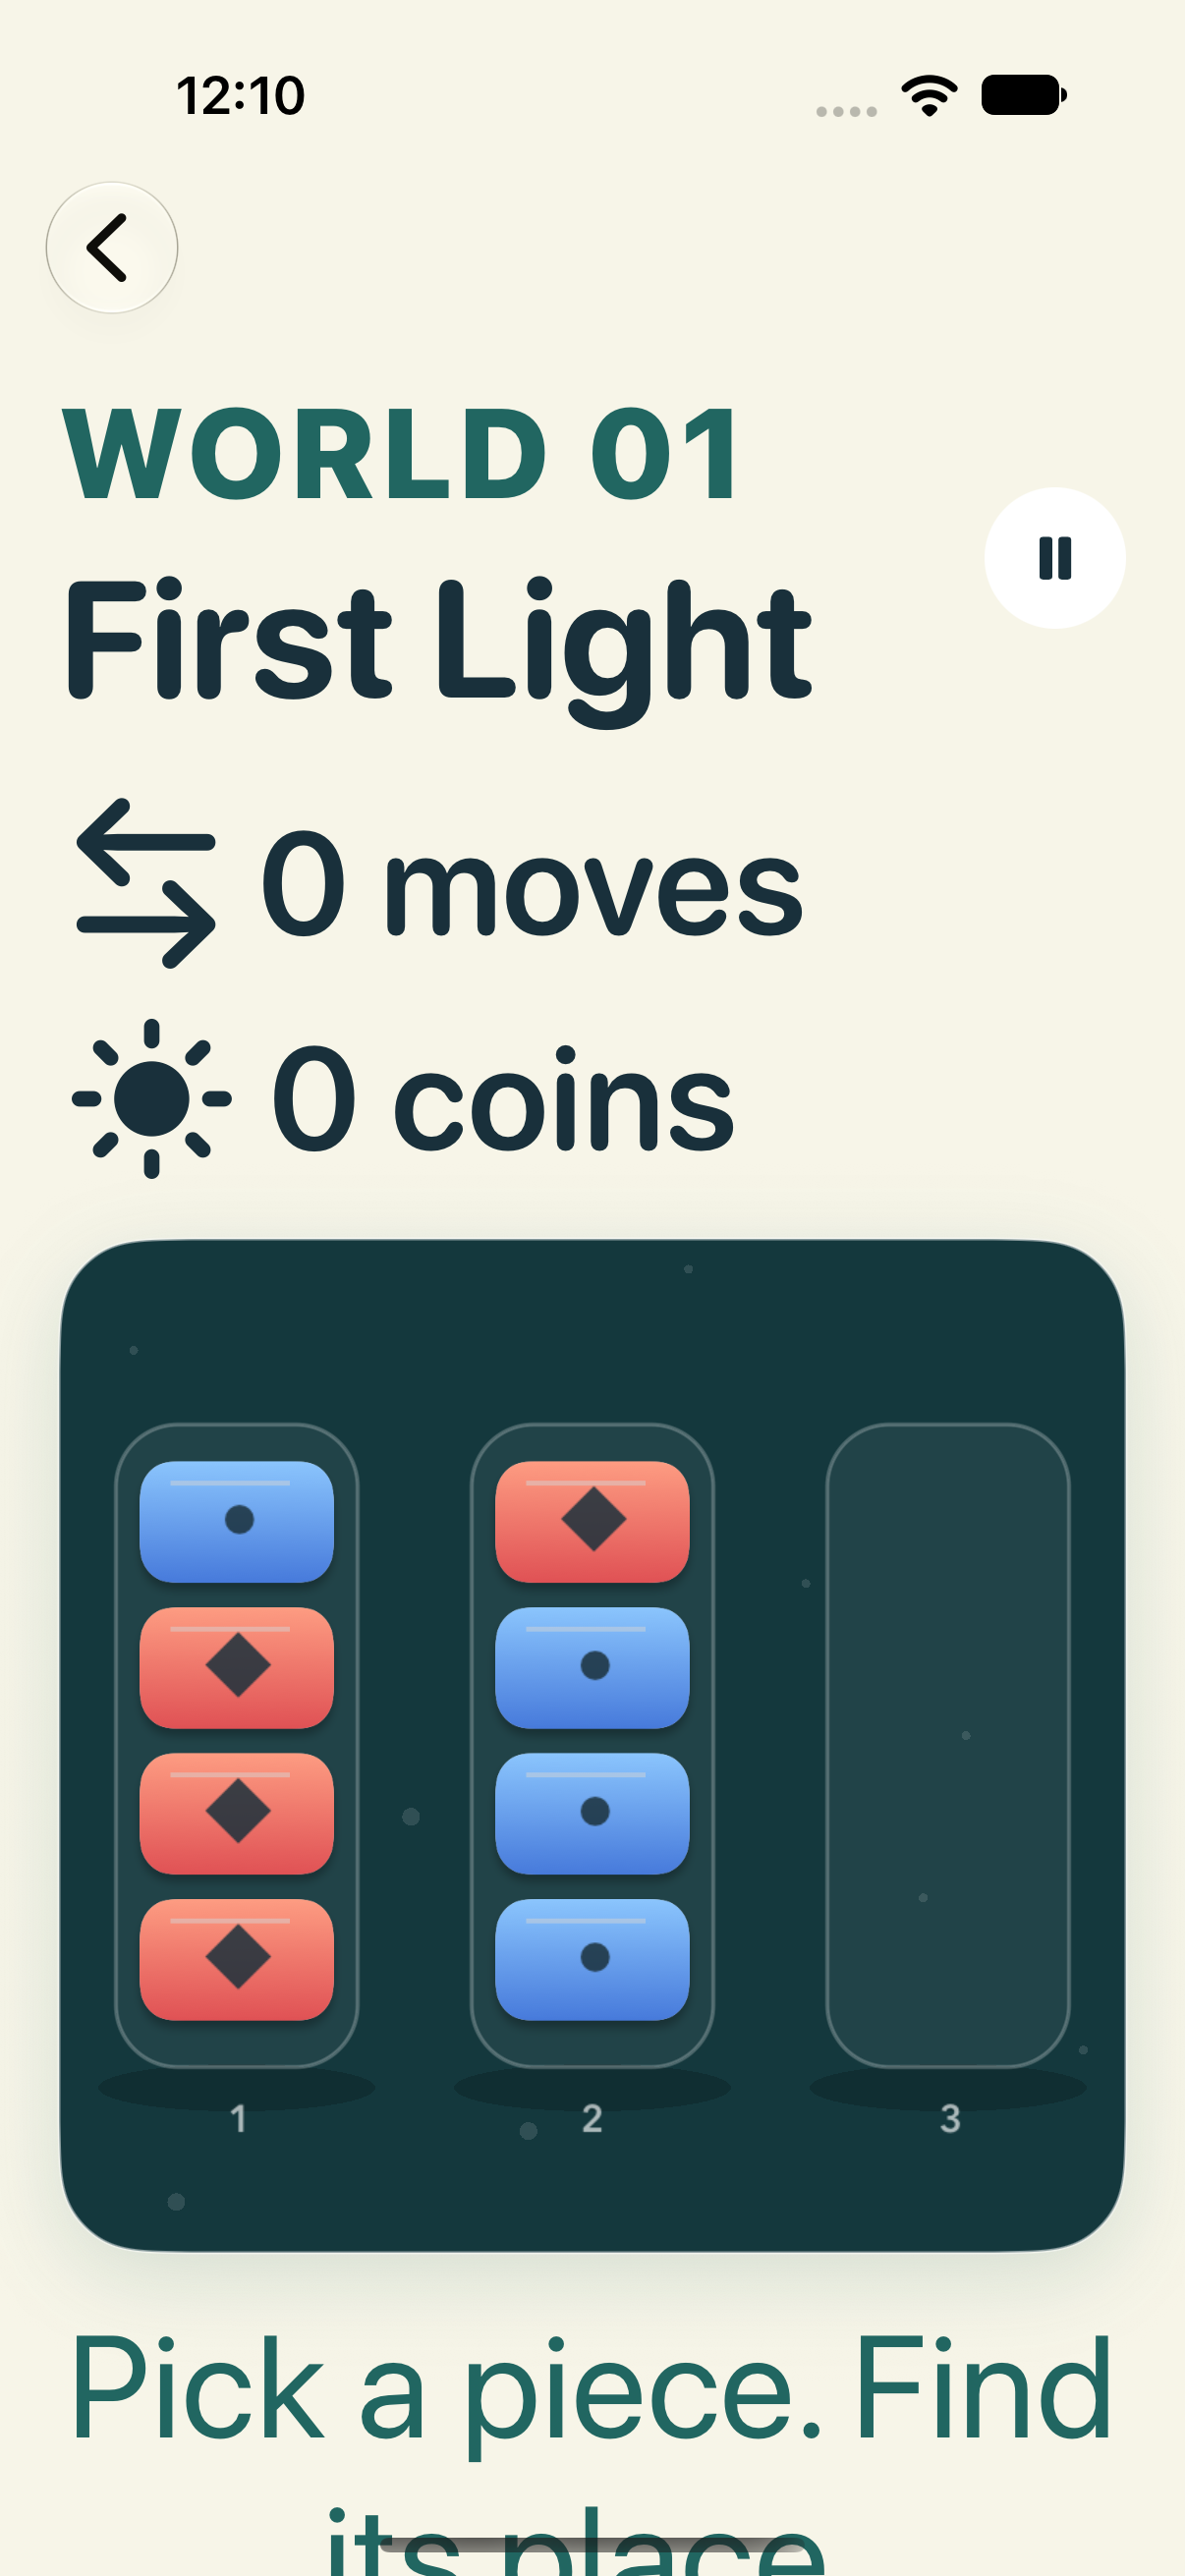 12:10
WORLD 01
First Light
0 moves
0 coins
1
2
3
Pick a piece. Find
its place